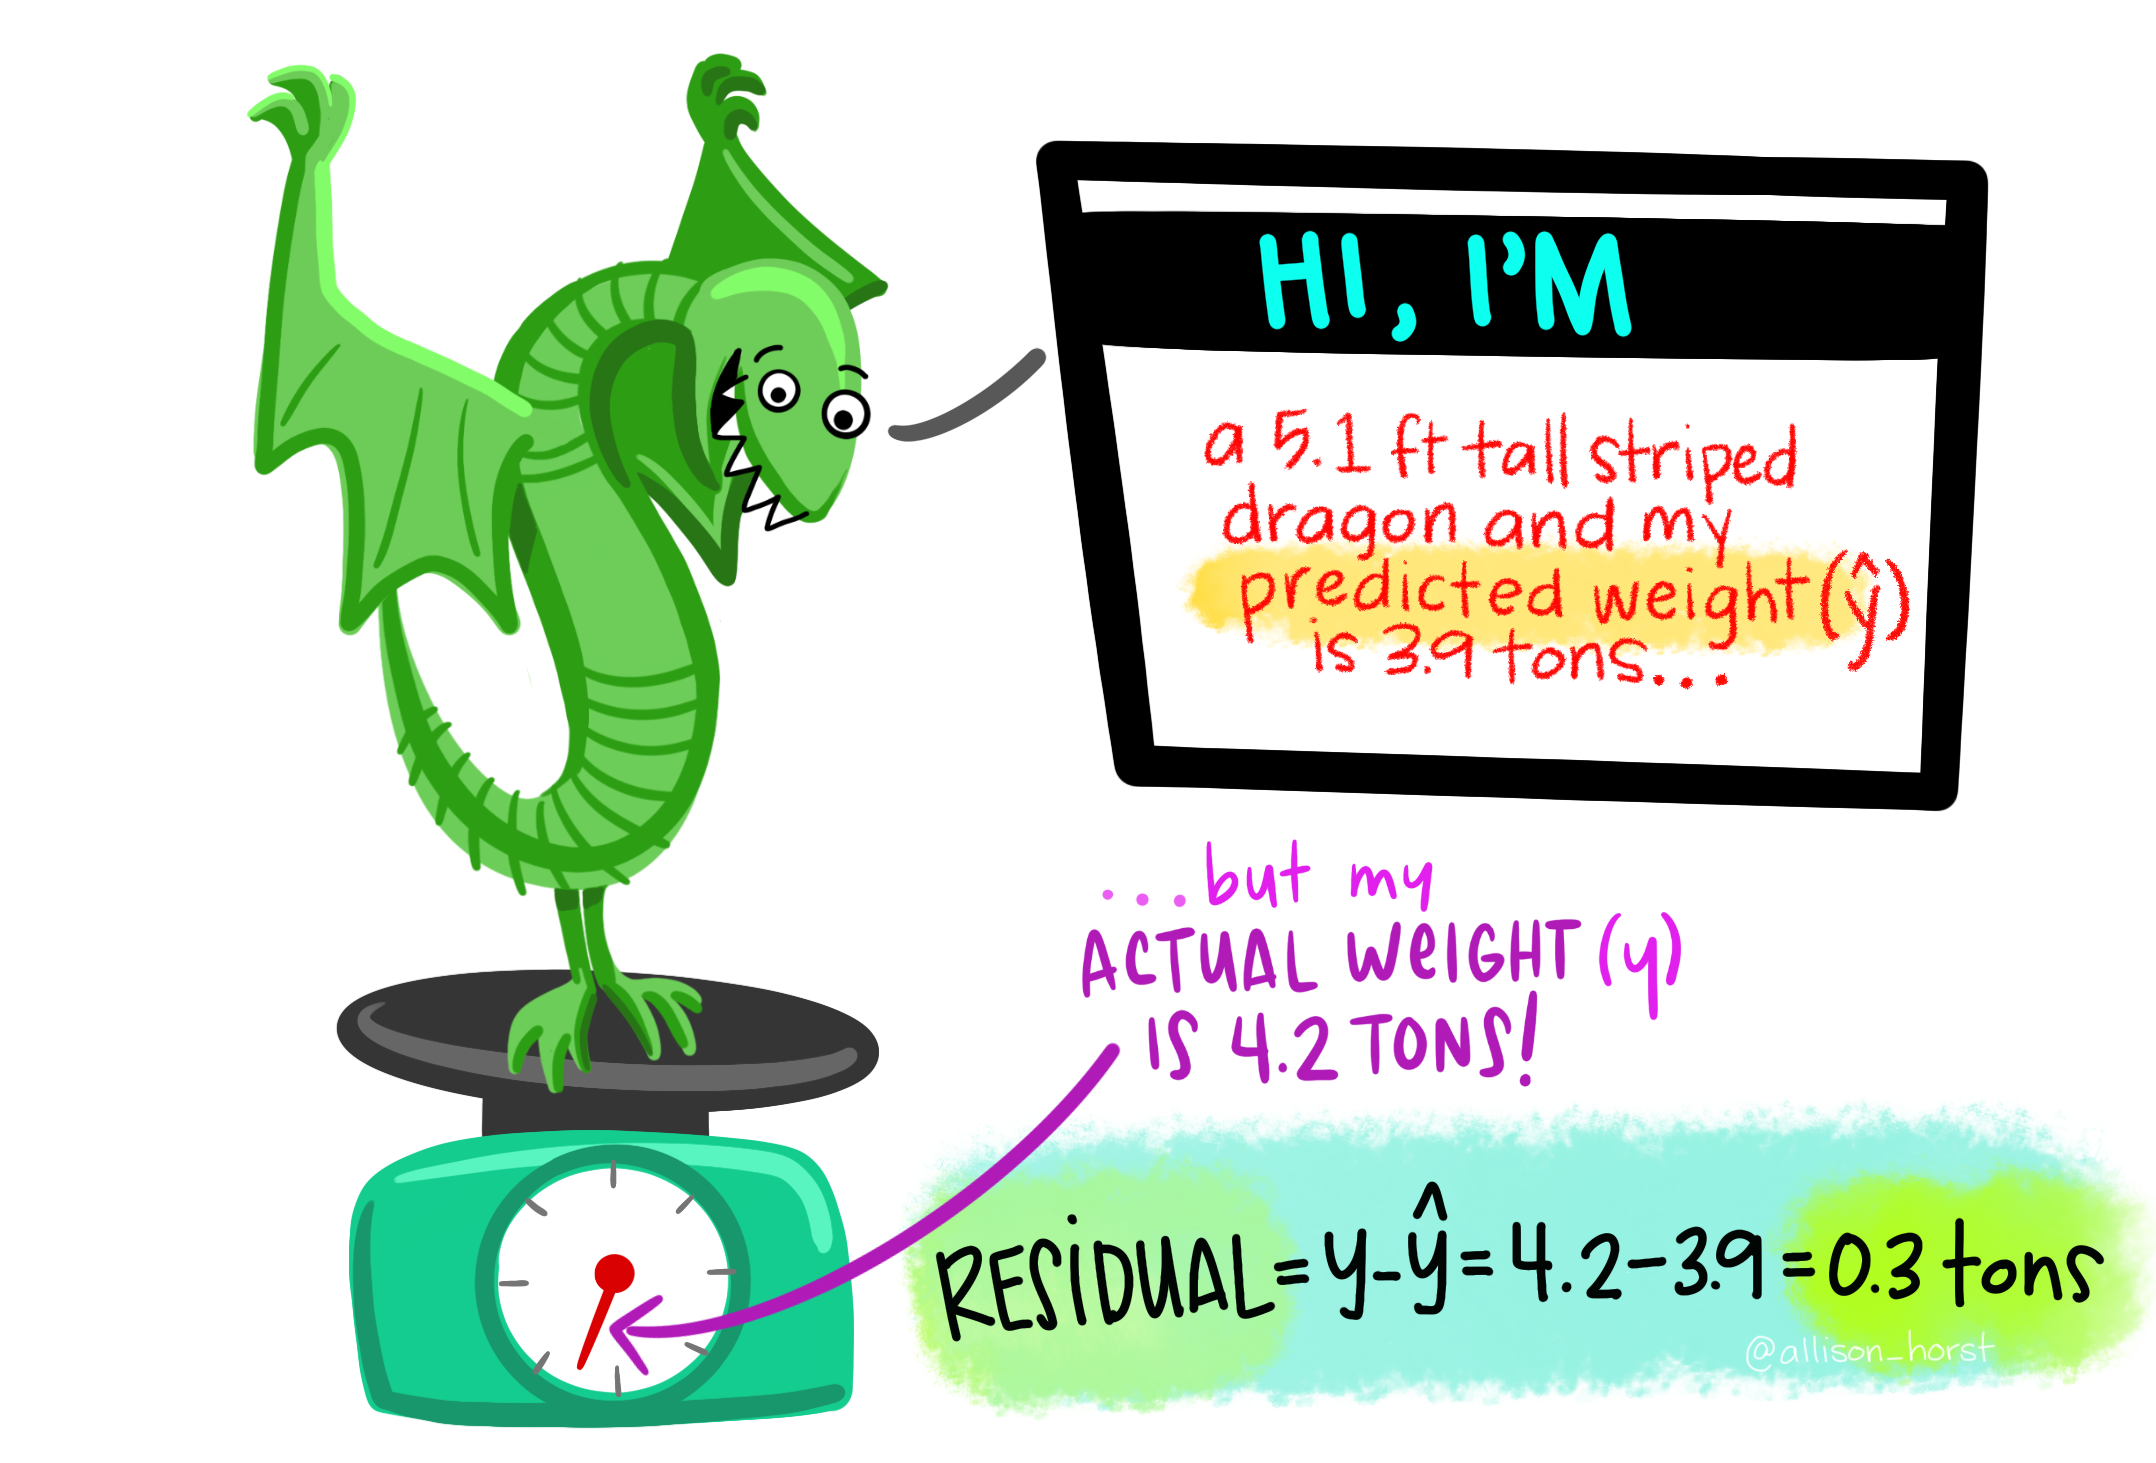 HI, I'M
a 5.1 ft tall striped
dragon and my
predicted weight (ŷ)
is 3.9 tons...
...but my
ACTUAL WEIGHT (y)
IS 4.2 TONS!
RESIDUAL = y - ŷ = 4.2 - 3.9 = 0.3 tons
@allison_horst